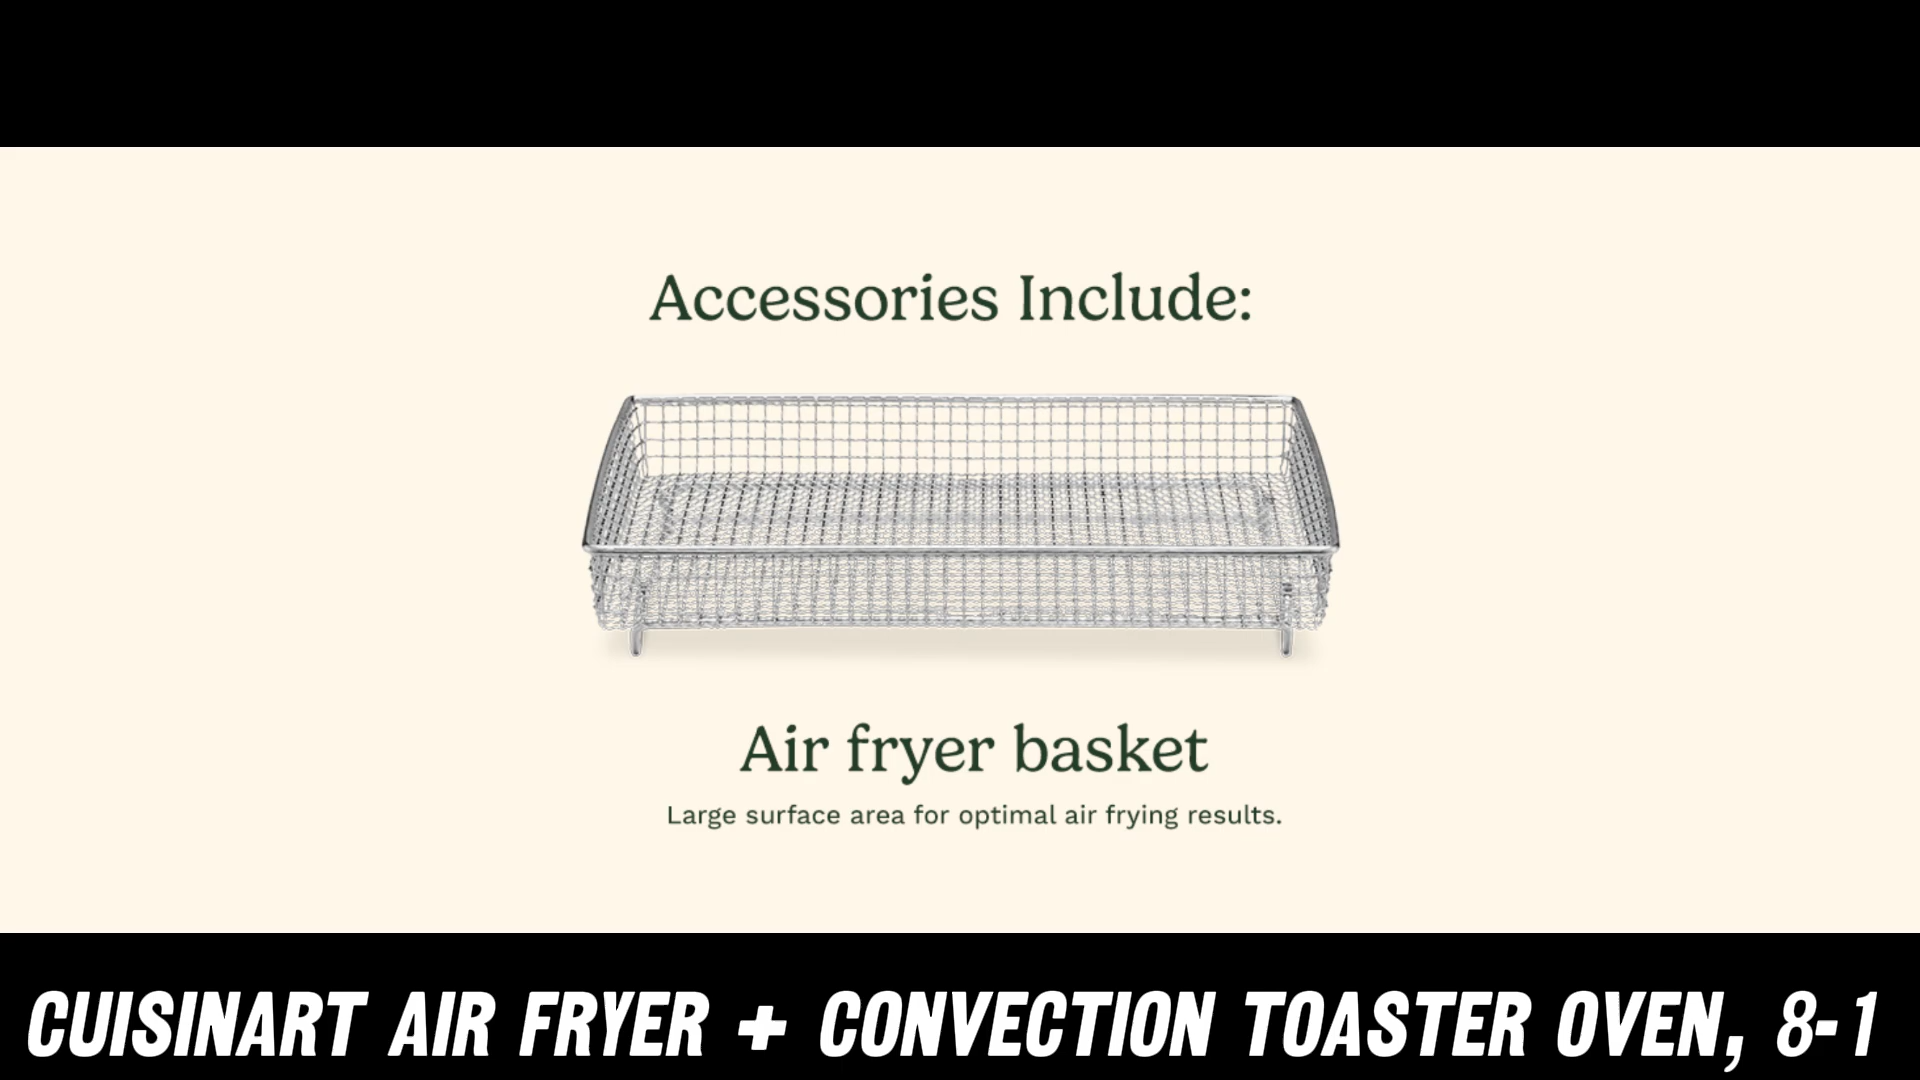 Accessories Include:
Air fryer basket
Large surface area for optimal air frying results.
CUISINART AIR FRYER + CONVECTION TOASTER OVEN, 8-1